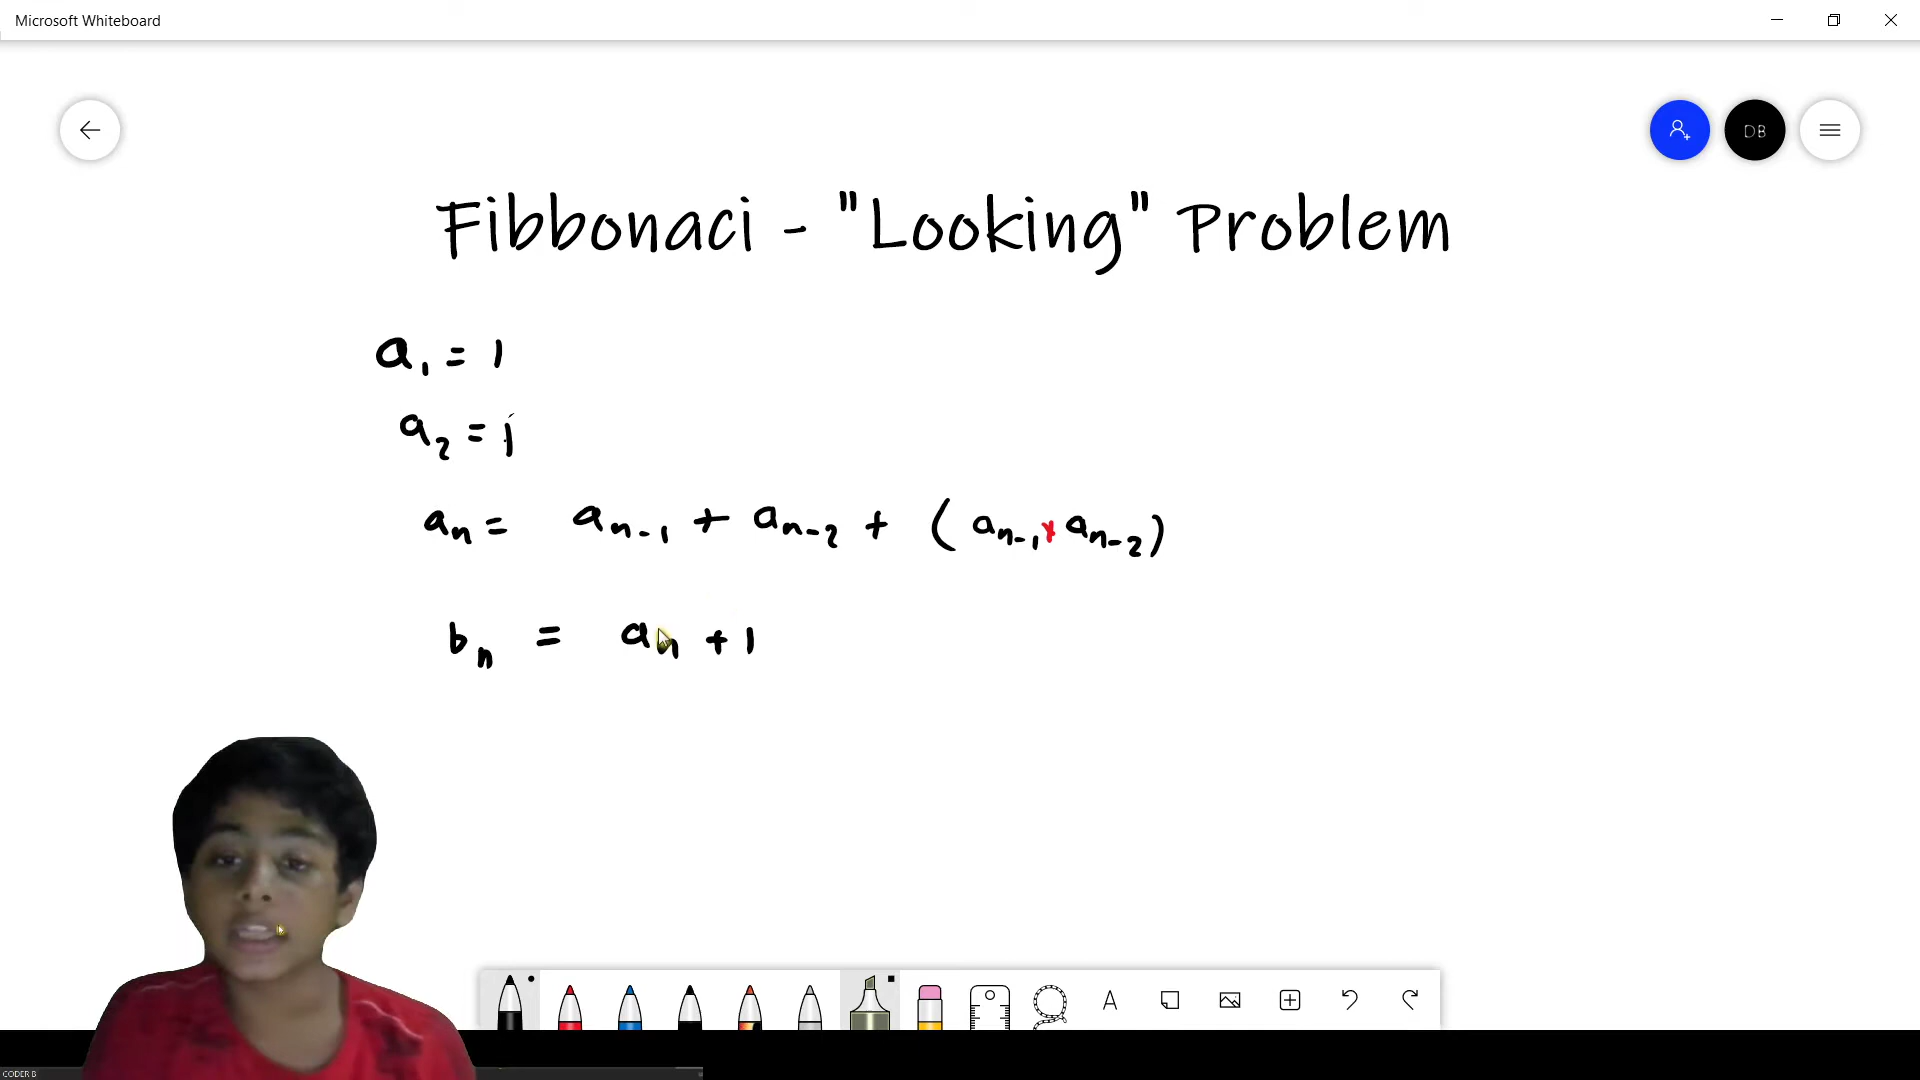 Microsoft Whiteboard
DB
Fibbonaci - "Looking" Problem
a₁ = 1
a₂ = 1
aₙ = aₙ₋₁ + aₙ₋₂ + (aₙ₋₁ * aₙ₋₂)
bₙ = aₙ + 1
A
CODER B